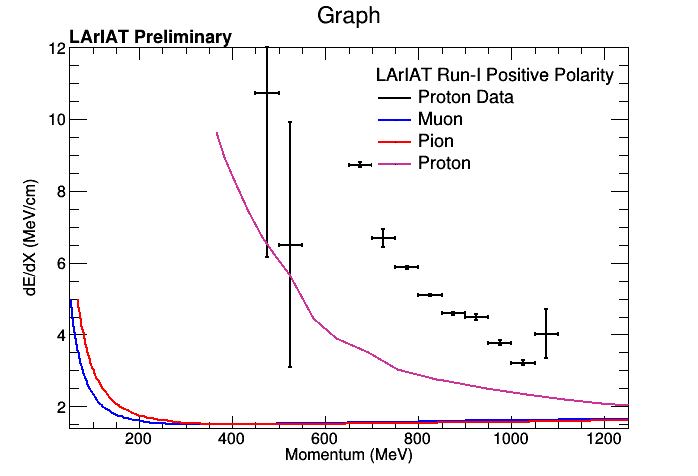 Graph
LArIAT Preliminary
LArIAT Run-I Positive Polarity
Proton Data
Muon
Pion
Proton
dE/dX (MeV/cm)
12
10
8
6
4
2
200 400 600 800 1000 1200
Momentum (MeV)